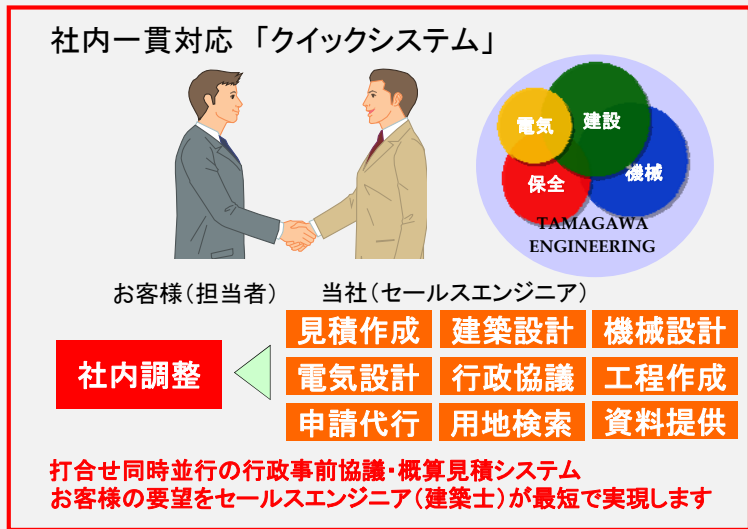 社内一貫対応 「クイックシステム」
電気
建設
保全
機械
TAMAGAWA
ENGINEERING
お客様(担当者) 当社(セールスエンジニア)
見積作成 建築設計 機械設計
社内調整
電気設計 行政協議 工程作成
申請代行 用地検索 資料提供
打合せ同時並行の行政事前協議・概算見積システム
お客様の要望をセールスエンジニア(建築士)が最短で実現します